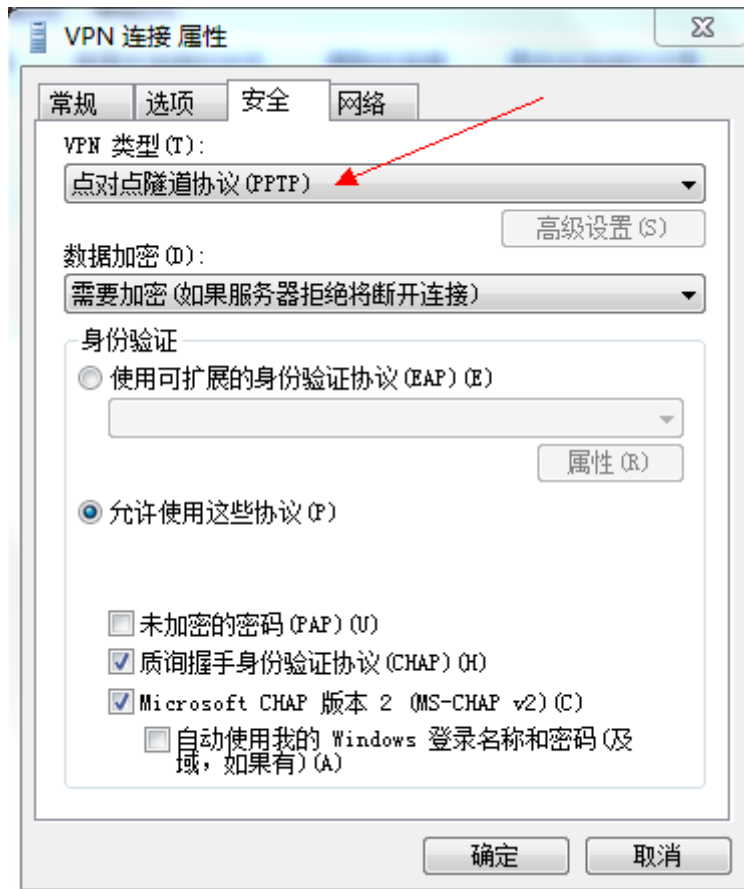 VPN 连接 属性
常规 选项 安全 网络
VPN 类型(T):
点对点隧道协议(PPTP)
高级设置(S)
数据加密(D):
需要加密(如果服务器拒绝将断开连接)
身份验证
使用可扩展的身份验证协议(EAP)(E)
属性(R)
允许使用这些协议(P)
未加密的密码(PAP)(U)
质询握手身份验证协议(CHAP)(H)
Microsoft CHAP 版本 2 (MS-CHAP v2)(C)
自动使用我的 Windows 登录名称和密码(及
域，如果有)(A)
确定 取消